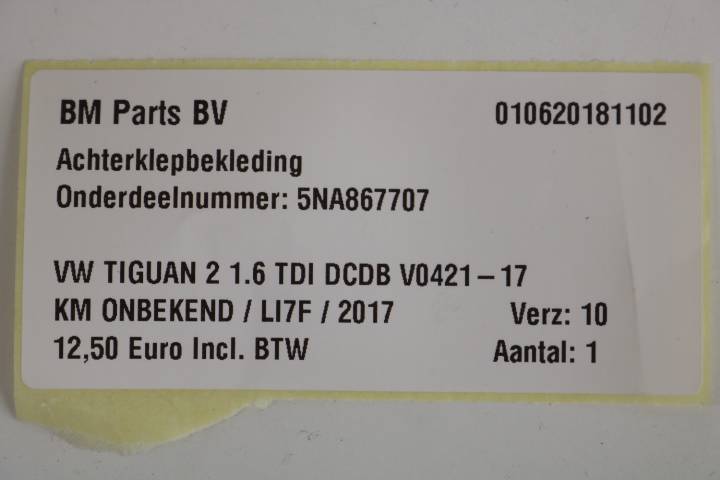 BM Parts BV 010620181102
Achterklepbekleding
Onderdeelnummer: 5NA867707
VW TIGUAN 2 1.6 TDI DCDB V0421-17
KM ONBEKEND / LI7F / 2017 Verz: 10
12,50 Euro Incl. BTW Aantal: 1